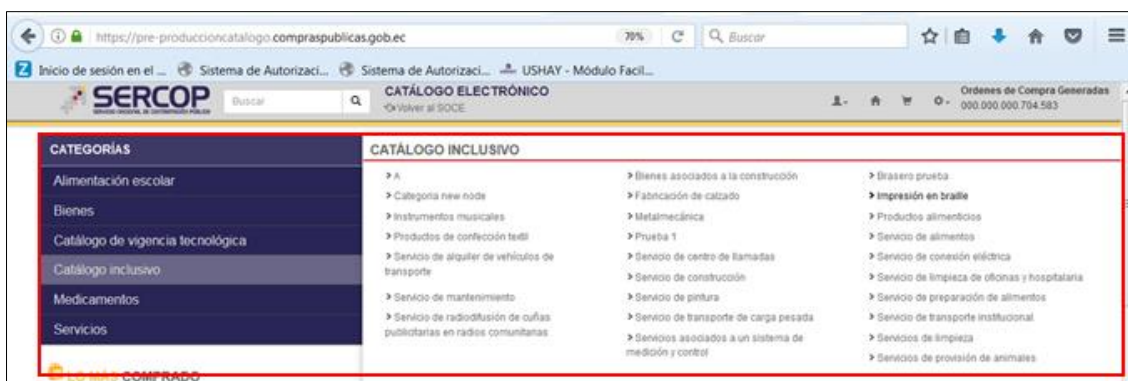 https://pre-produccioncatalogo.compraspublicas.gob.ec
70%
Buscar
Inicio de sesión en el ...
Sistema de Autorizaci...
Sistema de Autorizaci...
USHAY - Módulo Facil...
SERCOP
SERVICIO NACIONAL DE CONTRATACIÓN PÚBLICA
Buscar
CATÁLOGO ELECTRÓNICO
Volver al SOCE
Ordenes de Compra Generadas
000.000.000.704.583
CATEGORÍAS
Alimentación escolar
Bienes
Catálogo de vigencia tecnológica
Catálogo inclusivo
Medicamentos
Servicios
LO MÁS COMPRADO
CATÁLOGO INCLUSIVO
A
Categoria new node
Instrumentos musicales
Productos de confección textil
Servicio de alquiler de vehículos de
transporte
Servicio de mantenimiento
Servicio de radiodifusión de cuñas
publicitarias en radios comunitarias
Bienes asociados a la construcción
Fabricación de calzado
Metalmecánica
Prueba 1
Servicio de centro de llamadas
Servicio de construcción
Servicio de pintura
Servicio de transporte de carga pesada
Servicios asociados a un sistema de
medición y control
Brasero prueba
Impresión en braille
Productos alimenticios
Servicio de alimentos
Servicio de conexión eléctrica
Servicio de limpieza de oficinas y hospitalaria
Servicio de preparación de alimentos
Servicio de transporte institucional
Servicios de limpieza
Servicios de provisión de animales